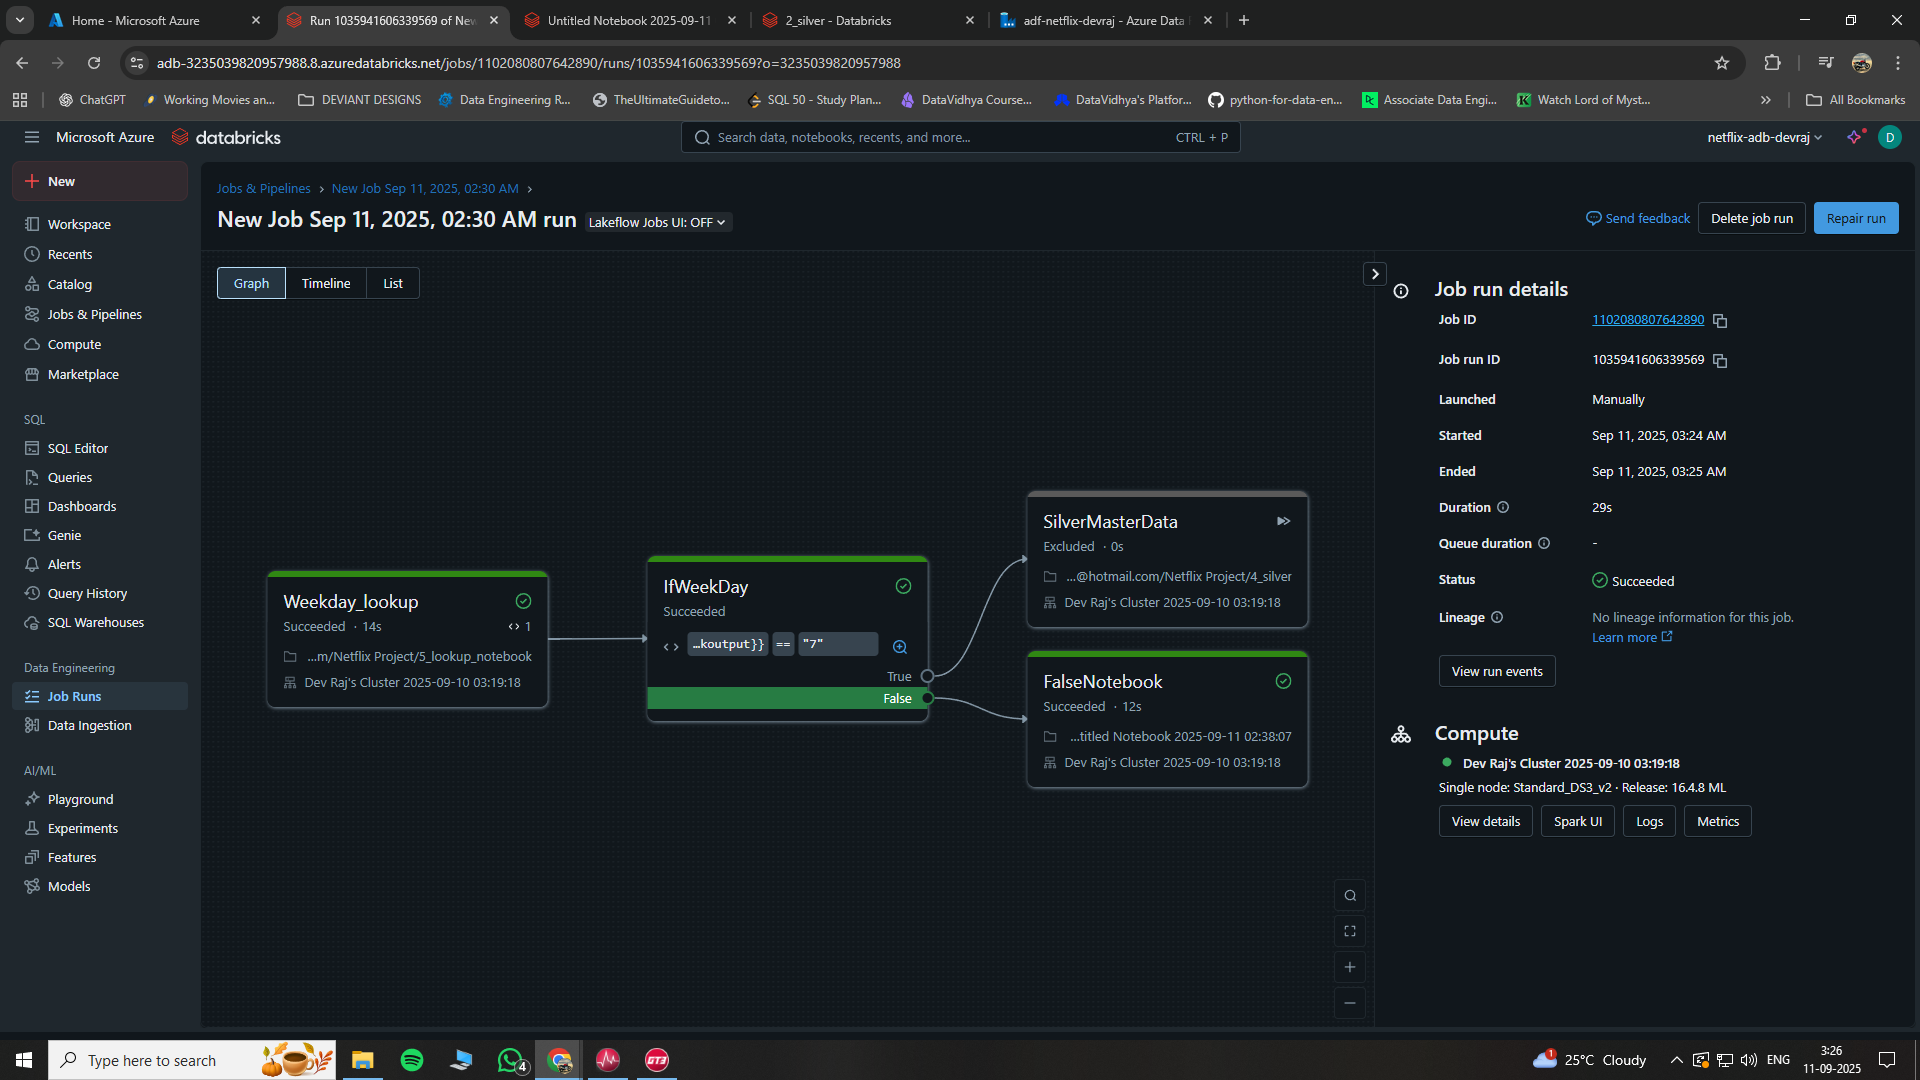 Home - Microsoft Azure
Run 1035941606339569 of New
Untitled Notebook 2025-09-11
2_silver - Databricks
adf-netflix-devraj - Azure Data
adb-3235039820957988.8.azuredatabricks.net/jobs/1102080807642890/runs/1035941606339569?o=3235039820957988
ChatGPT
Working Movies an...
DEVIANT DESIGNS
Data Engineering R...
TheUltimateGuideto...
SQL 50 - Study Plan...
DataVidhya Course...
DataVidhya's Platfor...
python-for-data-en...
Associate Data Engi...
Watch Lord of Myst...
All Bookmarks
Microsoft Azure
databricks
Search data, notebooks, recents, and more...
CTRL + P
netflix-adb-devraj
D
New
Workspace
Recents
Catalog
Jobs & Pipelines
Compute
Marketplace
SQL
SQL Editor
Queries
Dashboards
Genie
Alerts
Query History
SQL Warehouses
Data Engineering
Job Runs
Data Ingestion
AI/ML
Playground
Experiments
Features
Models
Jobs & Pipelines › New Job Sep 11, 2025, 02:30 AM ›
New Job Sep 11, 2025, 02:30 AM run
Lakeflow Jobs UI: OFF
Send feedback
Delete job run
Repair run
Graph
Timeline
List
Weekday_lookup
Succeeded · 14s
1
...m/Netflix Project/5_lookup_notebook
Dev Raj's Cluster 2025-09-10 03:19:18
IfWeekDay
Succeeded
...koutput}} == "7"
True
False
SilverMasterData
Excluded · 0s
...@hotmail.com/Netflix Project/4_silver
Dev Raj's Cluster 2025-09-10 03:19:18
FalseNotebook
Succeeded · 12s
...titled Notebook 2025-09-11 02:38:07
Dev Raj's Cluster 2025-09-10 03:19:18
Job run details
Job ID 1102080807642890
Job run ID 1035941606339569
Launched Manually
Started Sep 11, 2025, 03:24 AM
Ended Sep 11, 2025, 03:25 AM
Duration 29s
Queue duration -
Status Succeeded
Lineage No lineage information for this job.
Learn more
View run events
Compute
Dev Raj's Cluster 2025-09-10 03:19:18
Single node: Standard_DS3_v2 · Release: 16.4.8 ML
View details
Spark UI
Logs
Metrics
Type here to search
4
GT3
1
25°C Cloudy
ENG
3:26
11-09-2025